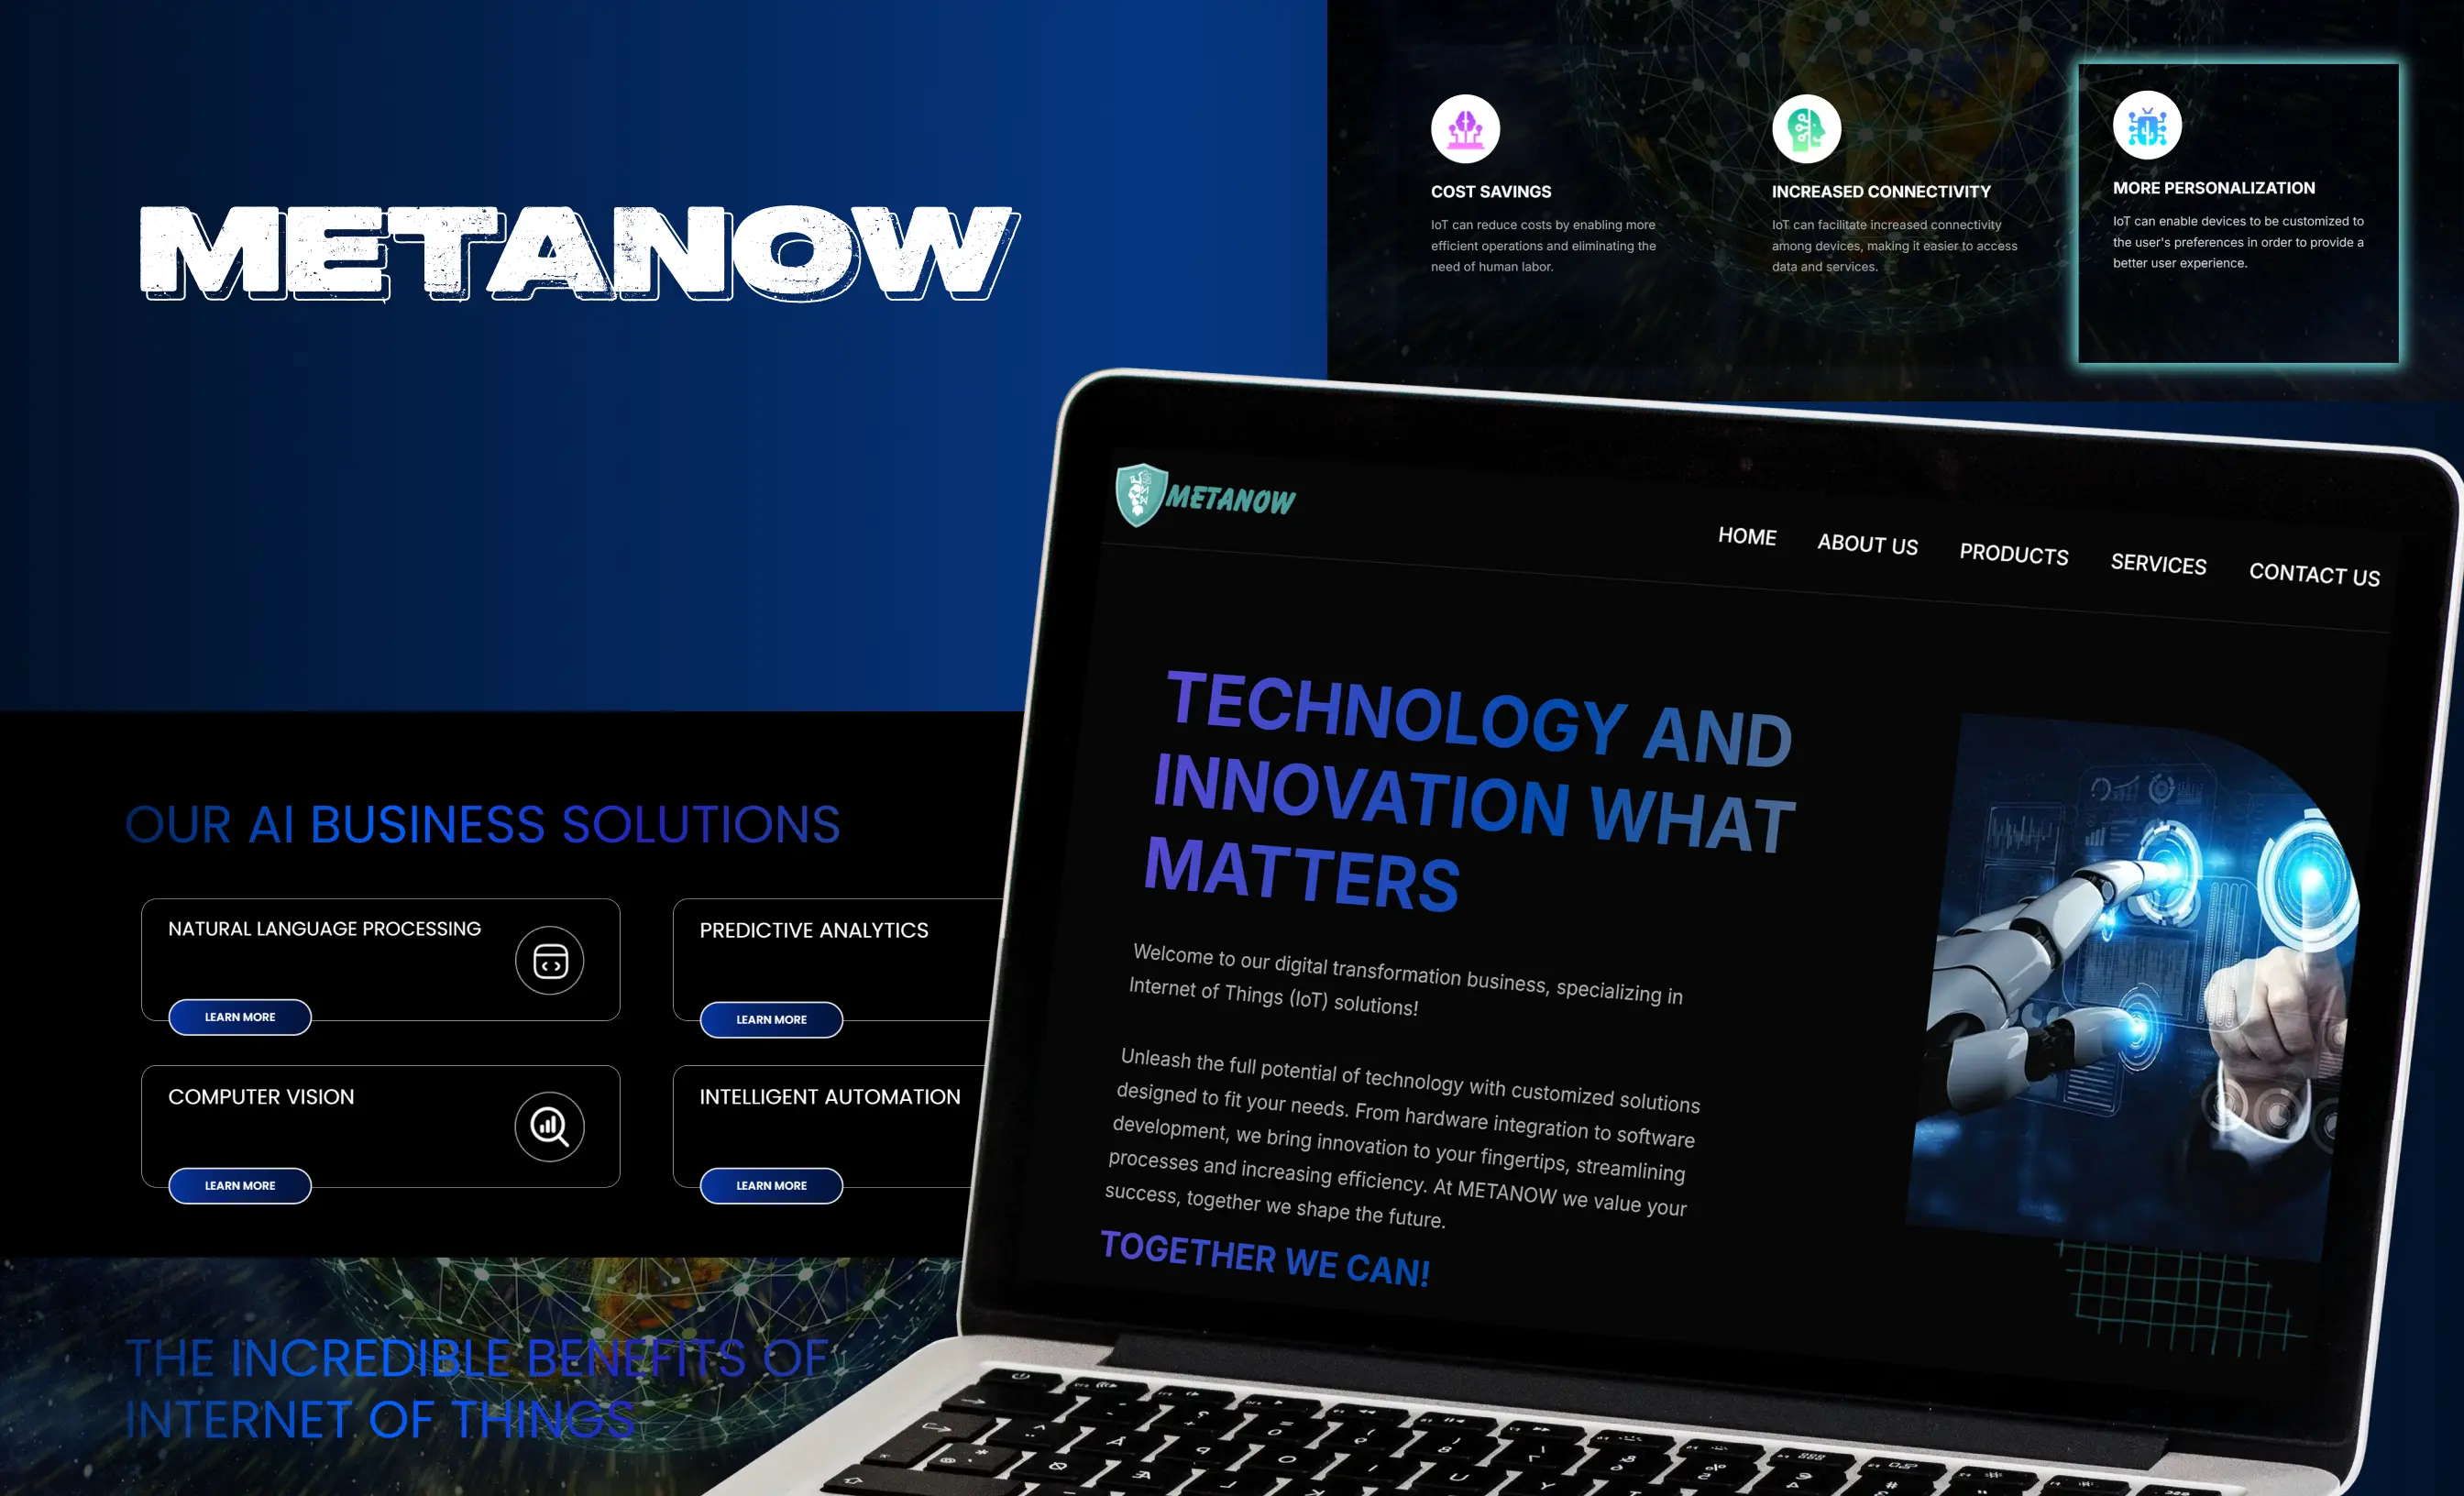 METANOW
COST SAVINGS
IoT can reduce costs by enabling more
efficient operations and eliminating the
need of human labor.
INCREASED CONNECTIVITY
IoT can facilitate increased connectivity
among devices, making it easier to access
data and services.
MORE PERSONALIZATION
IoT can enable devices to be customized to
the user's preferences in order to provide a
better user experience.
METANOW
HOME ABOUT US PRODUCTS SERVICES CONTACT US
TECHNOLOGY AND
INNOVATION WHAT
MATTERS
Welcome to our digital transformation business, specializing in
Internet of Things (IoT) solutions!
Unleash the full potential of technology with customized solutions
designed to fit your needs. From hardware integration to software
development, we bring innovation to your fingertips, streamlining
processes and increasing efficiency. At METANOW we value your
success, together we shape the future.
TOGETHER WE CAN!
OUR AI BUSINESS SOLUTIONS
NATURAL LANGUAGE PROCESSING
LEARN MORE
PREDICTIVE ANALYTICS
LEARN MORE
COMPUTER VISION
LEARN MORE
INTELLIGENT AUTOMATION
LEARN MORE
THE INCREDIBLE BENEFITS OF
INTERNET OF THINGS